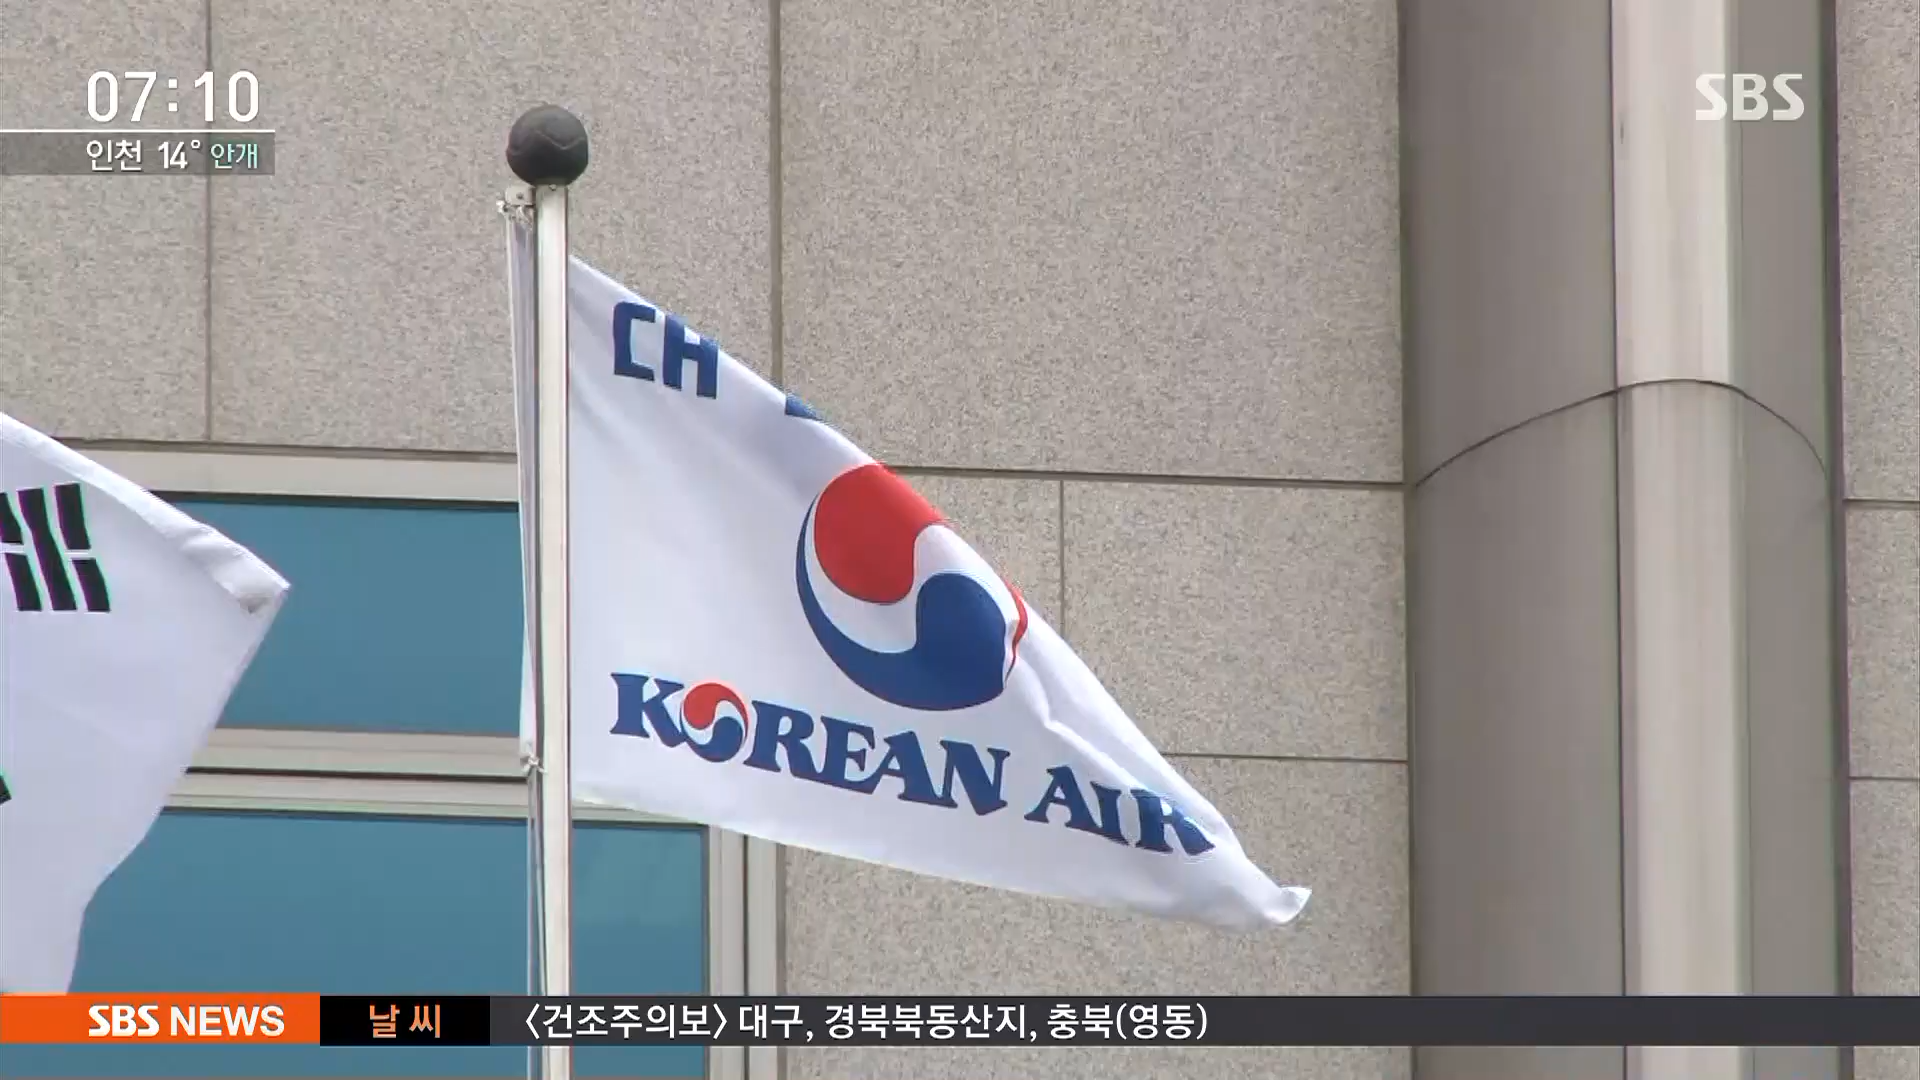 07:10
인천 14° 안개
SBS
대
KOREAN AIR
SBS NEWS
날씨
〈건조주의보〉 대구, 경북북동산지, 충북(영동)